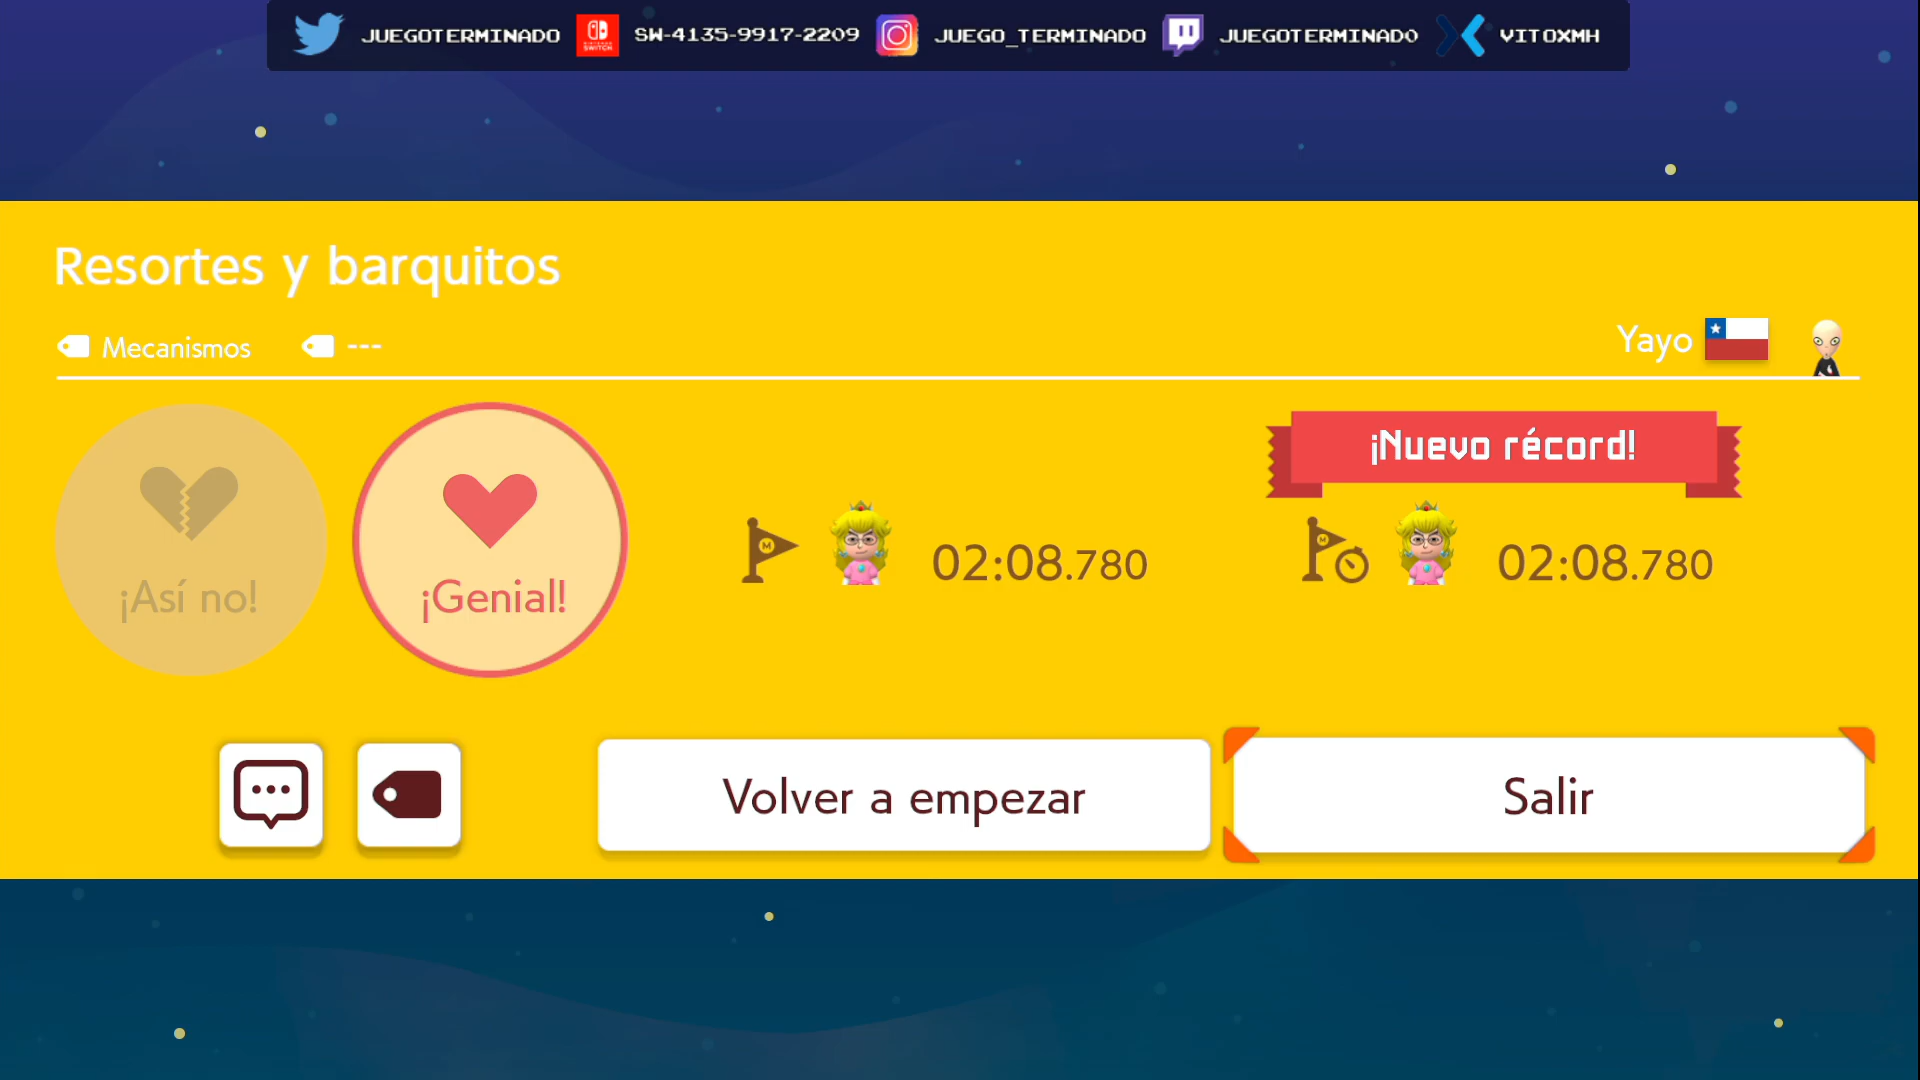 JUEGOTERMINADO SW-4135-9917-2209 JUEGO_TERMINADO JUEGOTERMINADO VITOXMH
Resortes y barquitos
Mecanismos ---
Yayo
¡Nuevo récord!
¡Así no!
¡Genial!
02:08.780
02:08.780
Volver a empezar
Salir